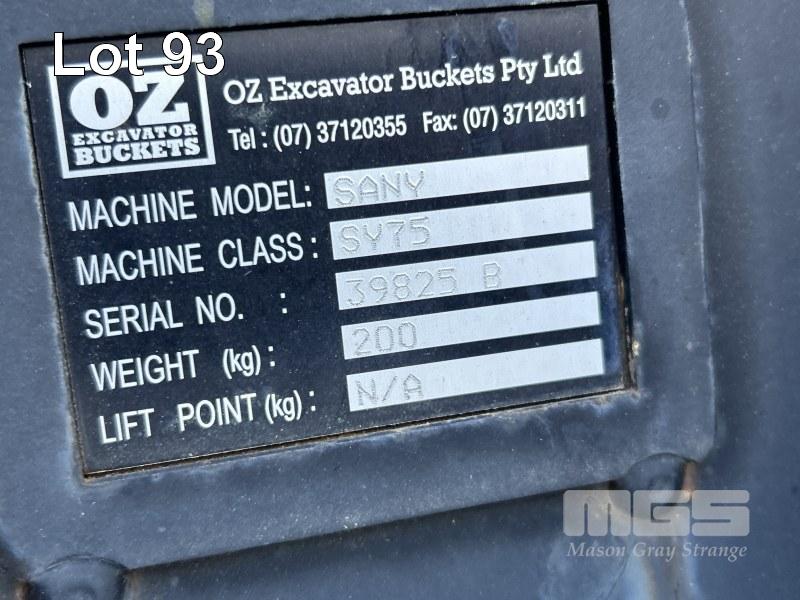 Lot 93
OZ
EXCAVATOR
BUCKETS
OZ Excavator Buckets Pty Ltd
Tel : (07) 37120355 Fax: (07) 37120311
MACHINE MODEL: SANY
MACHINE CLASS : SY75
SERIAL NO. : 39825 B
WEIGHT (kg) : 200
LIFT POINT (kg) : N/A
MGS
Mason Gray Strange